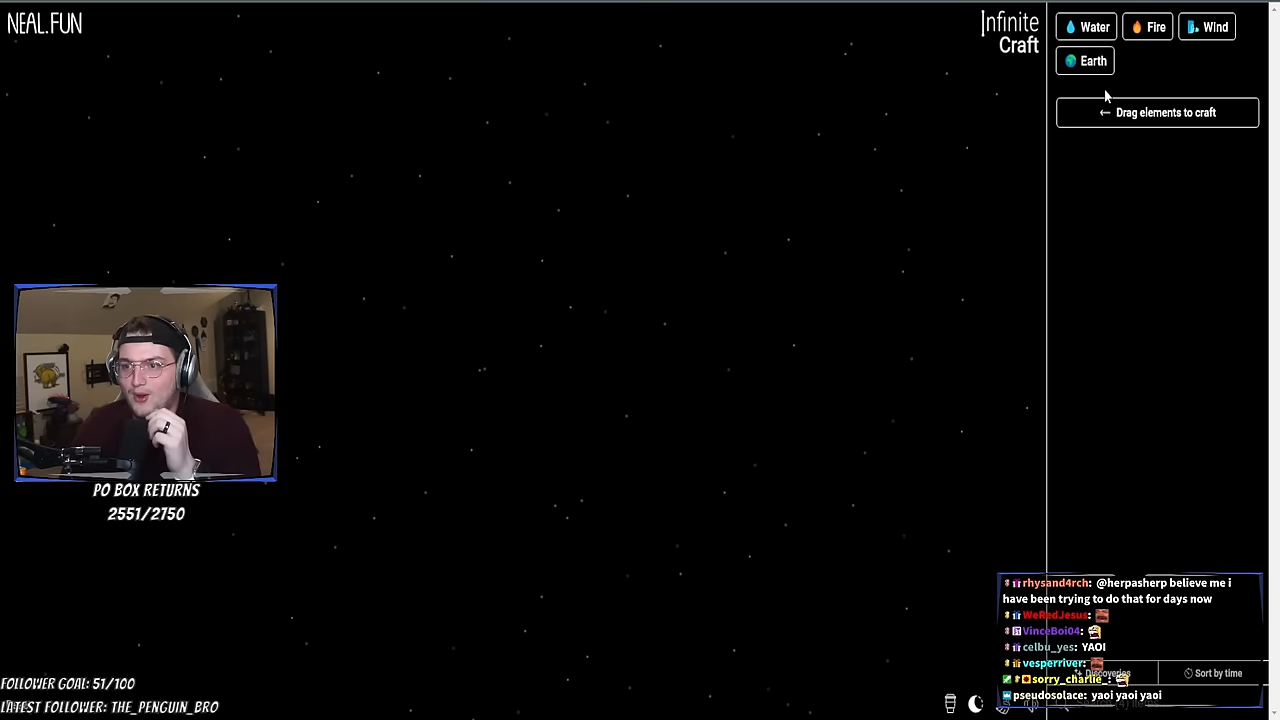 NEAL.FUN
Infinite
Craft
Water
Fire
Wind
Earth
← Drag elements to craft
PO BOX RETURNS
2551/2750
FOLLOWER GOAL: 51/100
LATEST FOLLOWER: THE_PENGUIN_BRO
rhysand4rch: @herpasherp believe me i
have been trying to do that for days now
WeRedJesus:
VinceBoi04:
celbu_yes: YAOI
vesperriver:
Discoveries
Sort by time
sorry_charlie_:
pseudosolace: yaoi yaoi yaoi